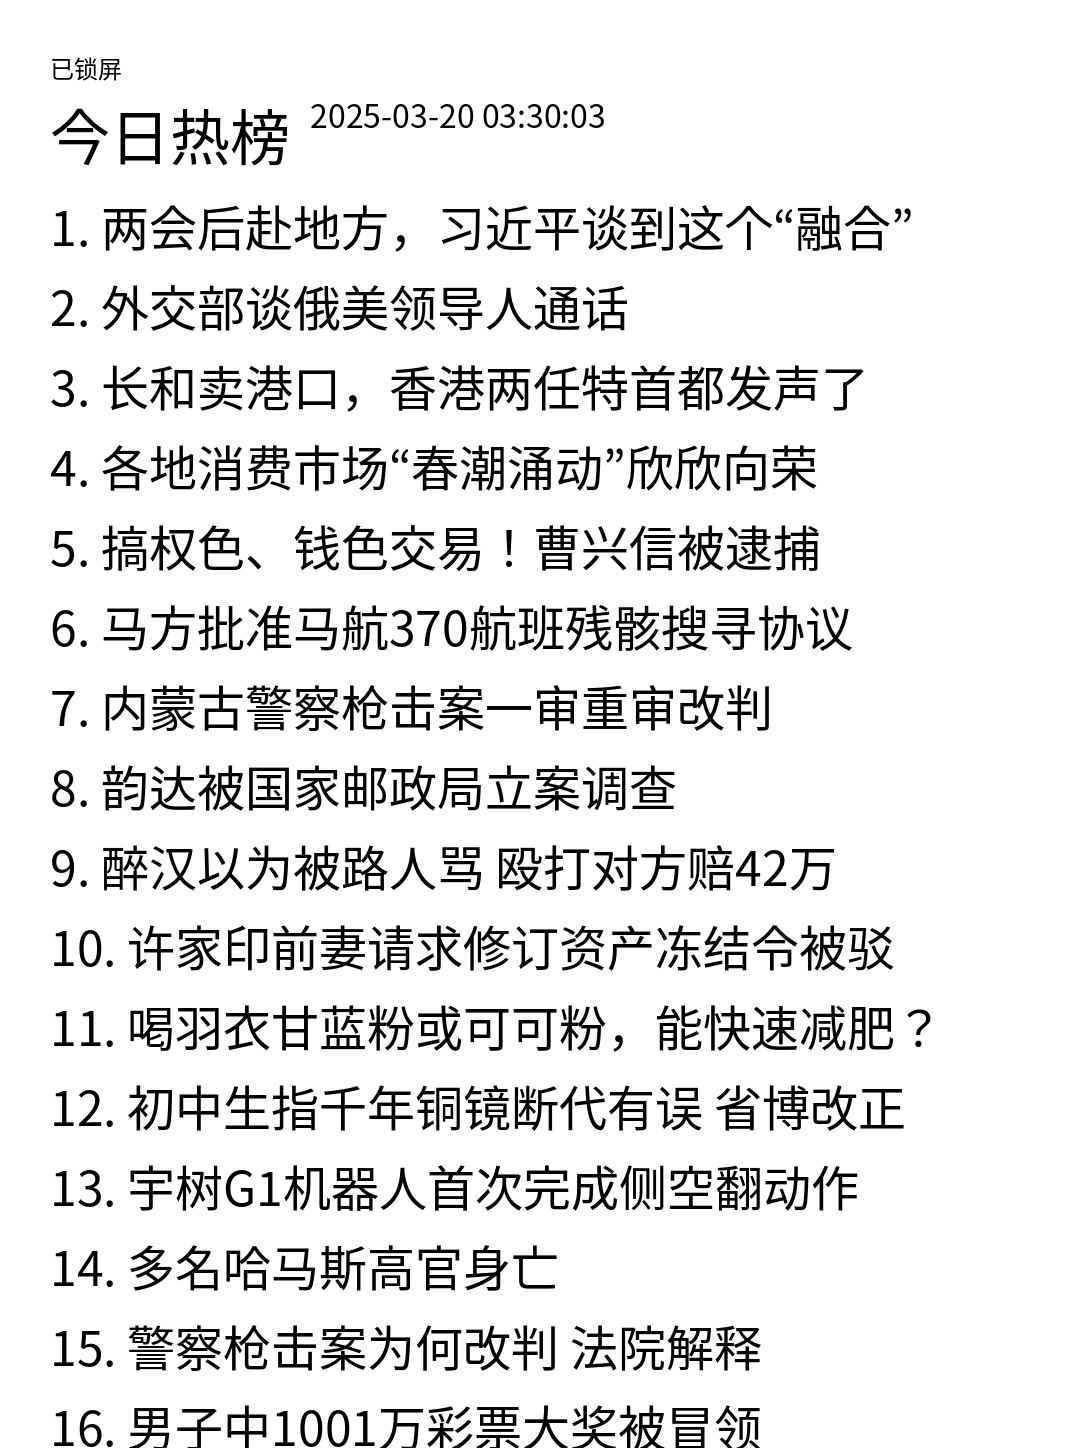 已锁屏
今日热榜 2025-03-20 03:30:03
1. 两会后赴地方，习近平谈到这个“融合”
2. 外交部谈俄美领导人通话
3. 长和卖港口，香港两任特首都发声了
4. 各地消费市场“春潮涌动”欣欣向荣
5. 搞权色、钱色交易！曹兴信被逮捕
6. 马方批准马航370航班残骸搜寻协议
7. 内蒙古警察枪击案一审重审改判
8. 韵达被国家邮政局立案调查
9. 醉汉以为被路人骂 殴打对方赔42万
10. 许家印前妻请求修订资产冻结令被驳
11. 喝羽衣甘蓝粉或可可粉，能快速减肥？
12. 初中生指千年铜镜断代有误 省博改正
13. 宇树G1机器人首次完成侧空翻动作
14. 多名哈马斯高官身亡
15. 警察枪击案为何改判 法院解释
16. 男子中1001万彩票大奖被冒领